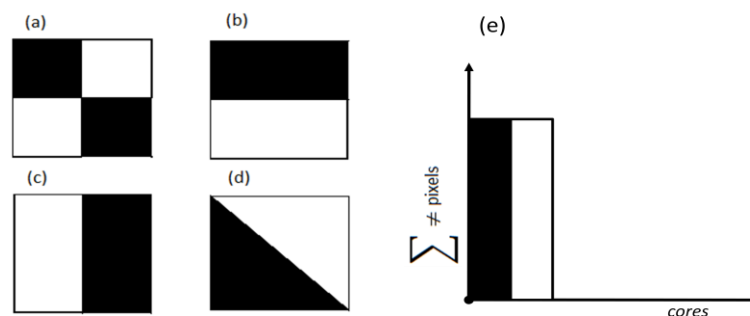 (a)
(b)
(c)
(d)
(e)
∑ ≠ pixels
cores